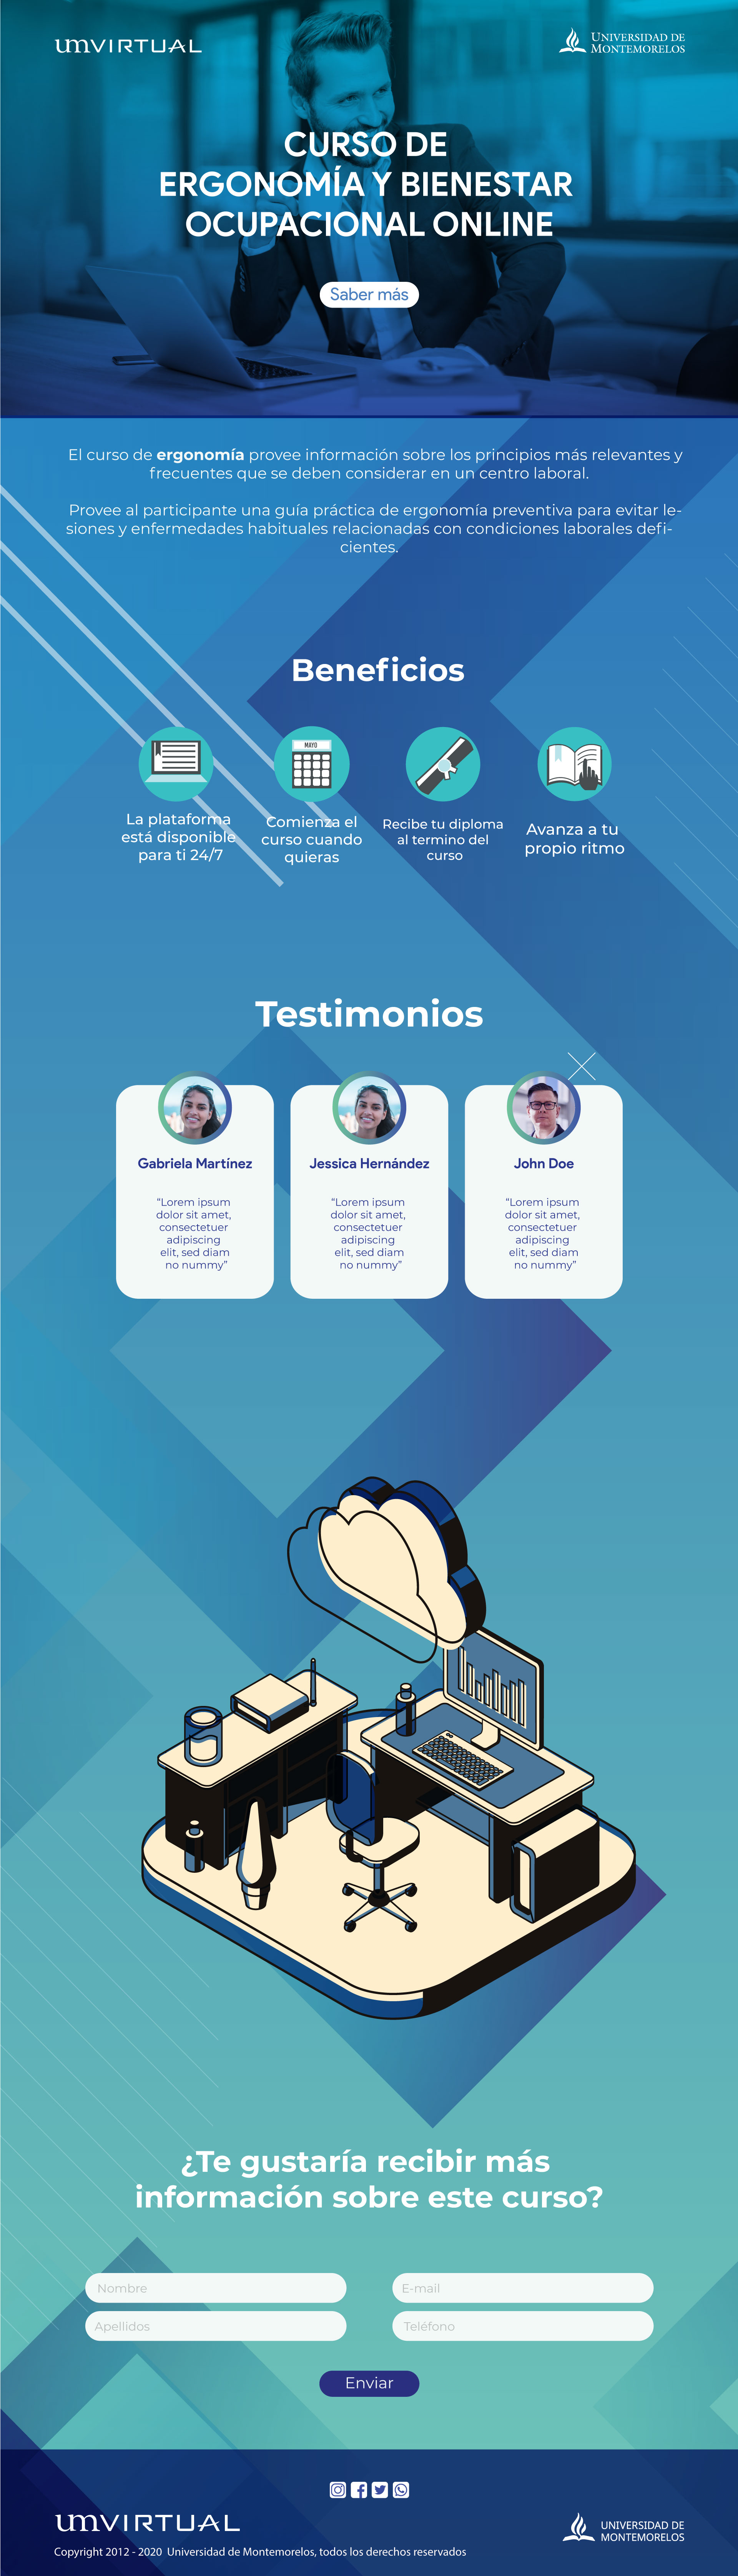 umVIRTUAL
UNIVERSIDAD DE
MONTEMORELOS
CURSO DE
ERGONOMÍA Y BIENESTAR
OCUPACIONAL ONLINE
Saber más
El curso de ergonomía provee información sobre los principios más relevantes y
frecuentes que se deben considerar en un centro laboral.
Provee al participante una guía práctica de ergonomía preventiva para evitar le-
siones y enfermedades habituales relacionadas con condiciones laborales defi-
cientes.
Beneficios
MAYO
La plataforma
está disponible
para ti 24/7
Comienza el
curso cuando
quieras
Recibe tu diploma
al termino del
curso
Avanza a tu
propio ritmo
Testimonios
Gabriela Martínez
“Lorem ipsum
dolor sit amet,
consectetuer
adipiscing
elit, sed diam
no nummy”
Jessica Hernández
“Lorem ipsum
dolor sit amet,
consectetuer
adipiscing
elit, sed diam
no nummy”
John Doe
“Lorem ipsum
dolor sit amet,
consectetuer
adipiscing
elit, sed diam
no nummy”
¿Te gustaría recibir más
información sobre este curso?
Nombre
E-mail
Apellidos
Teléfono
Enviar
umVIRTUAL
UNIVERSIDAD DE
MONTEMORELOS
Copyright 2012 - 2020 Universidad de Montemorelos, todos los derechos reservados